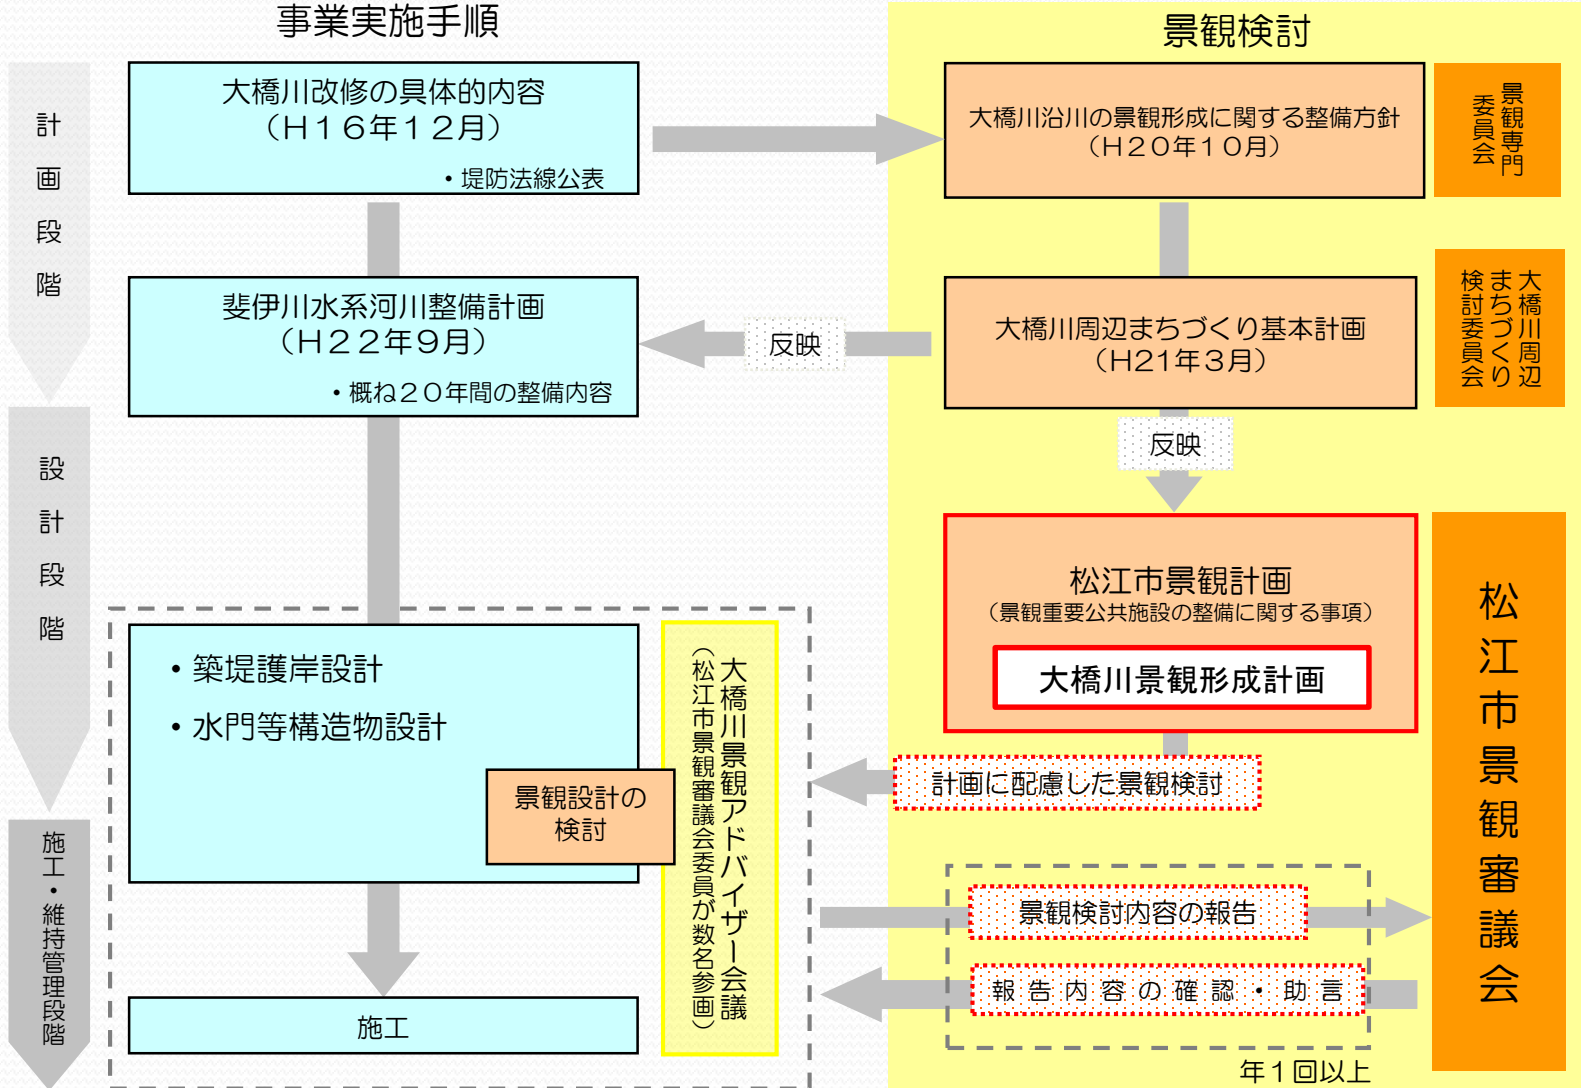 事業実施手順
景観検討
計画段階
設計段階
施工・維持管理段階
大橋川改修の具体的内容
（H１６年１２月）
・堤防法線公表
斐伊川水系河川整備計画
（H２２年９月）
・概ね２０年間の整備内容
・築堤護岸設計
・水門等構造物設計
景観設計の
検討
施工
大橋川景観アドバイザー会議
（松江市景観審議会委員が数名参画）
大橋川沿川の景観形成に関する整備方針
（H２０年１０月）
景観専門
委員会
反映
大橋川周辺まちづくり基本計画
（H21年３月）
大橋川周辺
まちづくり
検討委員会
反映
松江市景観計画
（景観重要公共施設の整備に関する事項）
大橋川景観形成計画
計画に配慮した景観検討
景観検討内容の報告
報告内容の確認・助言
年１回以上
松江市景観審議会